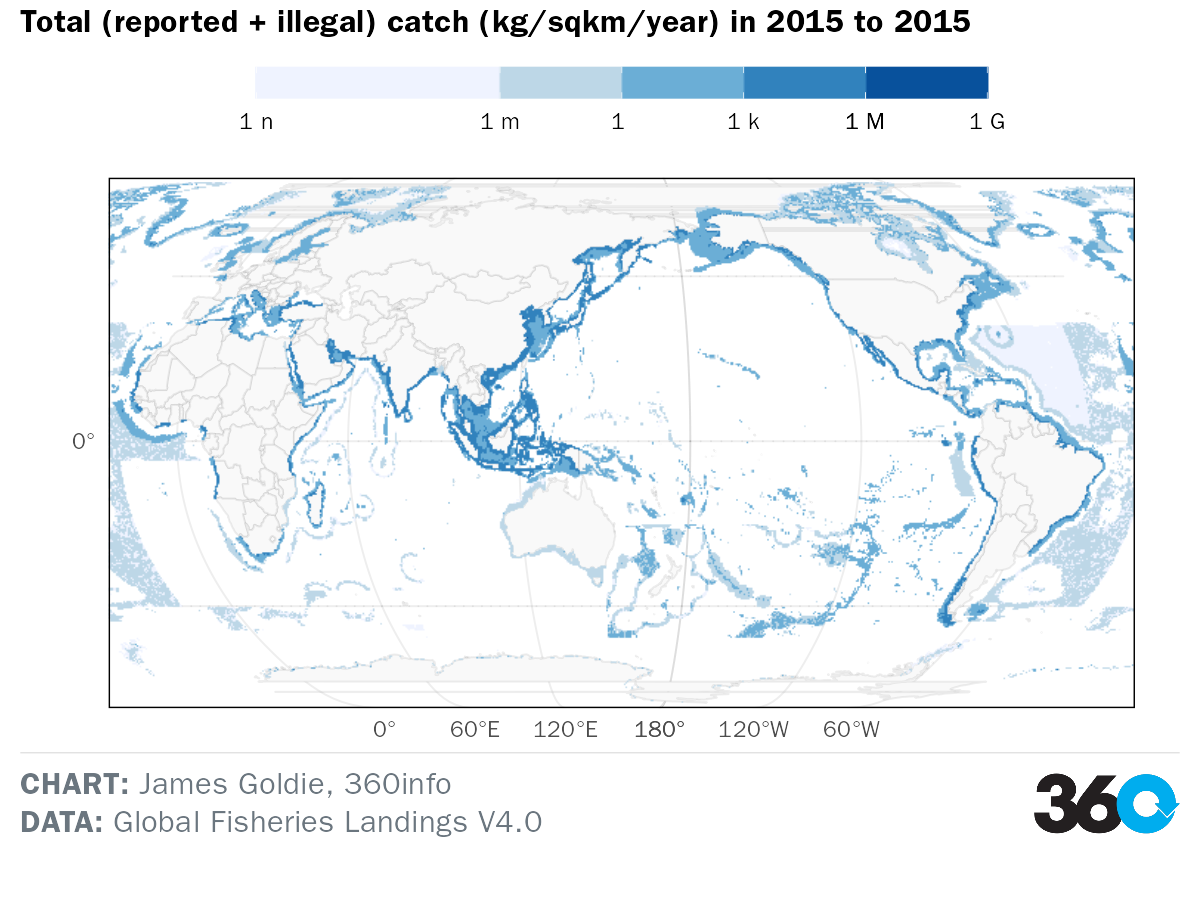 Total (reported + illegal) catch (kg/sqkm/year) in 2015 to 2015
1 n 1 m 1 1 k 1 M 1 G
0°
0° 60°E 120°E 180° 120°W 60°W
CHART: James Goldie, 360info
DATA: Global Fisheries Landings V4.0
360